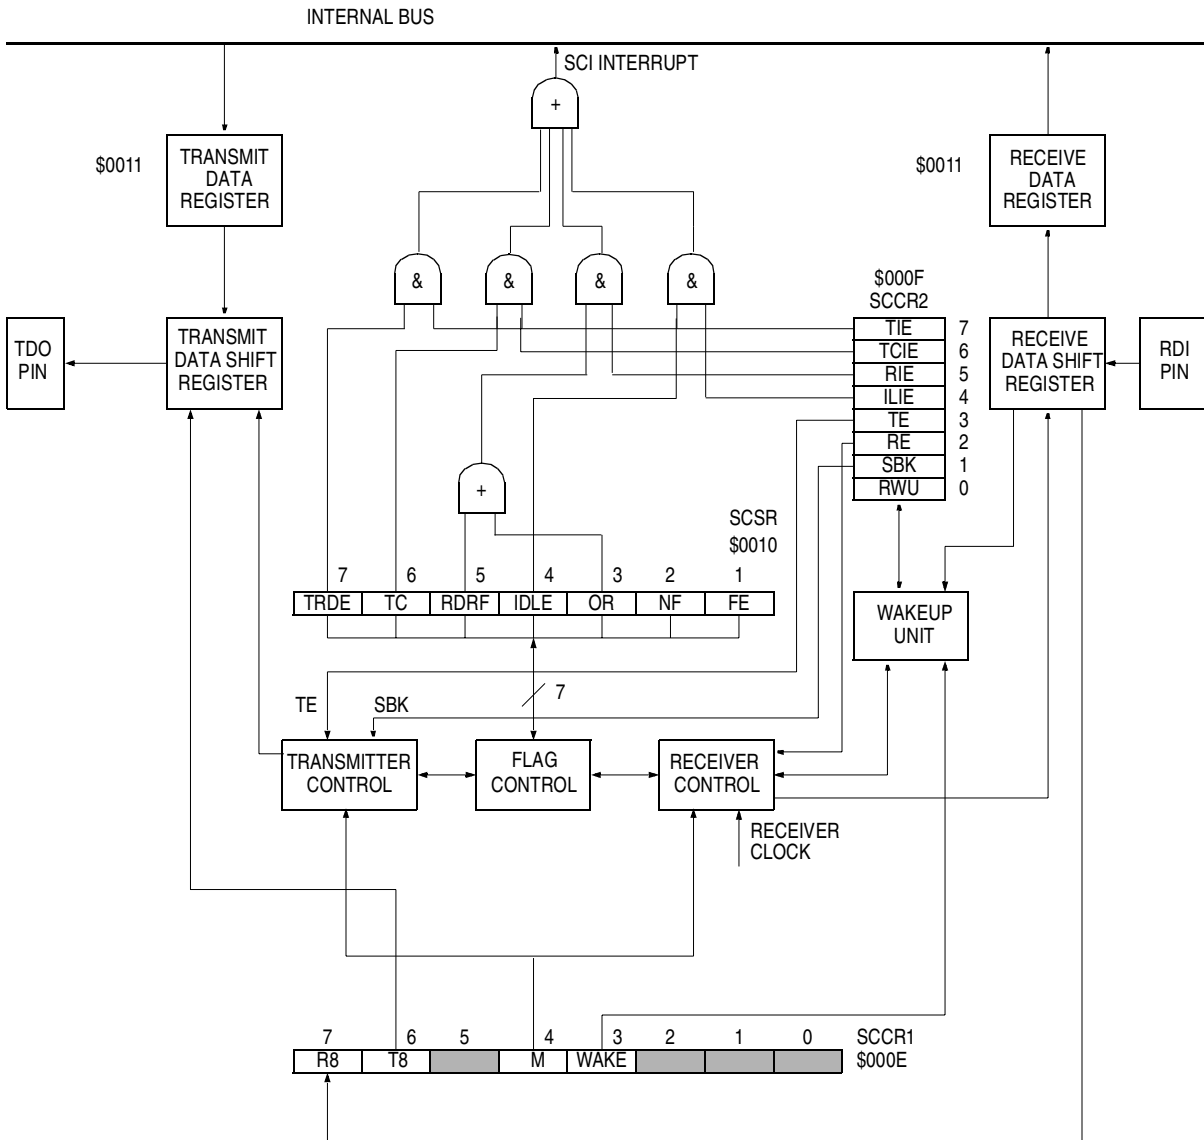 INTERNAL BUS
SCI INTERRUPT
+
$0011
TRANSMIT
DATA
REGISTER
$0011
RECEIVE
DATA
REGISTER
&
&
&
&
$000F
SCCR2
TDO
PIN
TRANSMIT
DATA SHIFT
REGISTER
TIE 7
TCIE 6
RIE 5
ILIE 4
TE 3
RE 2
SBK 1
RWU 0
RECEIVE
DATA SHIFT
REGISTER
RDI
PIN
+
SCSR
$0010
7 6 5 4 3 2 1
TRDE TC RDRF IDLE OR NF FE
WAKEUP
UNIT
7
TE SBK
TRANSMITTER
CONTROL
FLAG
CONTROL
RECEIVER
CONTROL
RECEIVER
CLOCK
7 6 5 4 3 2 1 0 SCCR1
R8 T8 M WAKE $000E